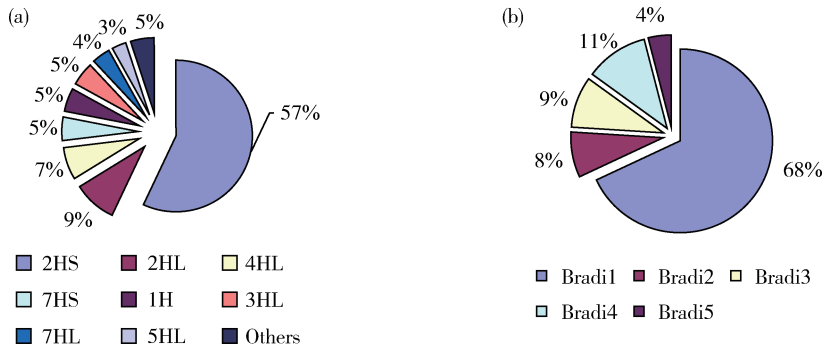 (a)
3%
5%
4%
5%
5%
5%
7%
9%
57%
2HS
2HL
4HL
7HS
1H
3HL
7HL
5HL
Others
(b)
4%
11%
9%
8%
68%
Bradi1
Bradi2
Bradi3
Bradi4
Bradi5